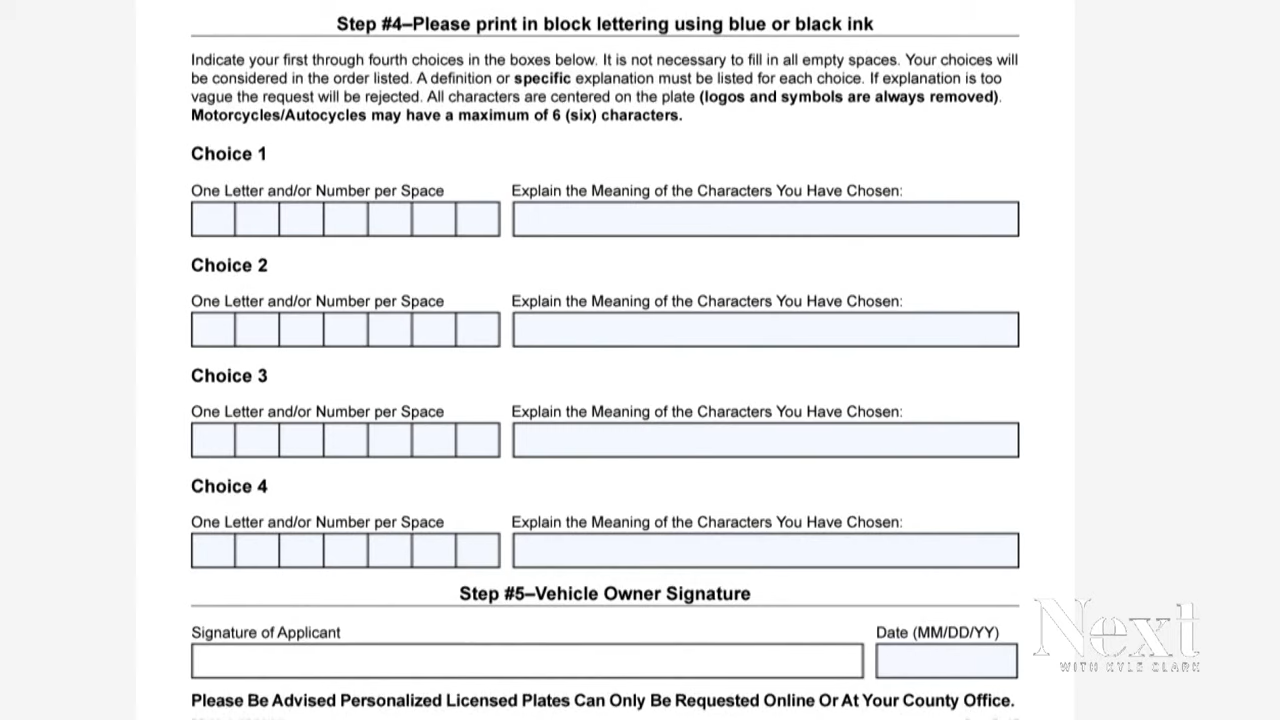 Step #4–Please print in block lettering using blue or black ink
Indicate your first through fourth choices in the boxes below. It is not necessary to fill in all empty spaces. Your choices will
be considered in the order listed. A definition or specific explanation must be listed for each choice. If explanation is too
vague the request will be rejected. All characters are centered on the plate (logos and symbols are always removed).
Motorcycles/Autocycles may have a maximum of 6 (six) characters.
Choice 1
One Letter and/or Number per Space Explain the Meaning of the Characters You Have Chosen:
Choice 2
One Letter and/or Number per Space Explain the Meaning of the Characters You Have Chosen:
Choice 3
One Letter and/or Number per Space Explain the Meaning of the Characters You Have Chosen:
Choice 4
One Letter and/or Number per Space Explain the Meaning of the Characters You Have Chosen:
Step #5–Vehicle Owner Signature
Signature of Applicant Date (MM/DD/YY)
Please Be Advised Personalized Licensed Plates Can Only Be Requested Online Or At Your County Office.
Next
WITH KYLE CLARK